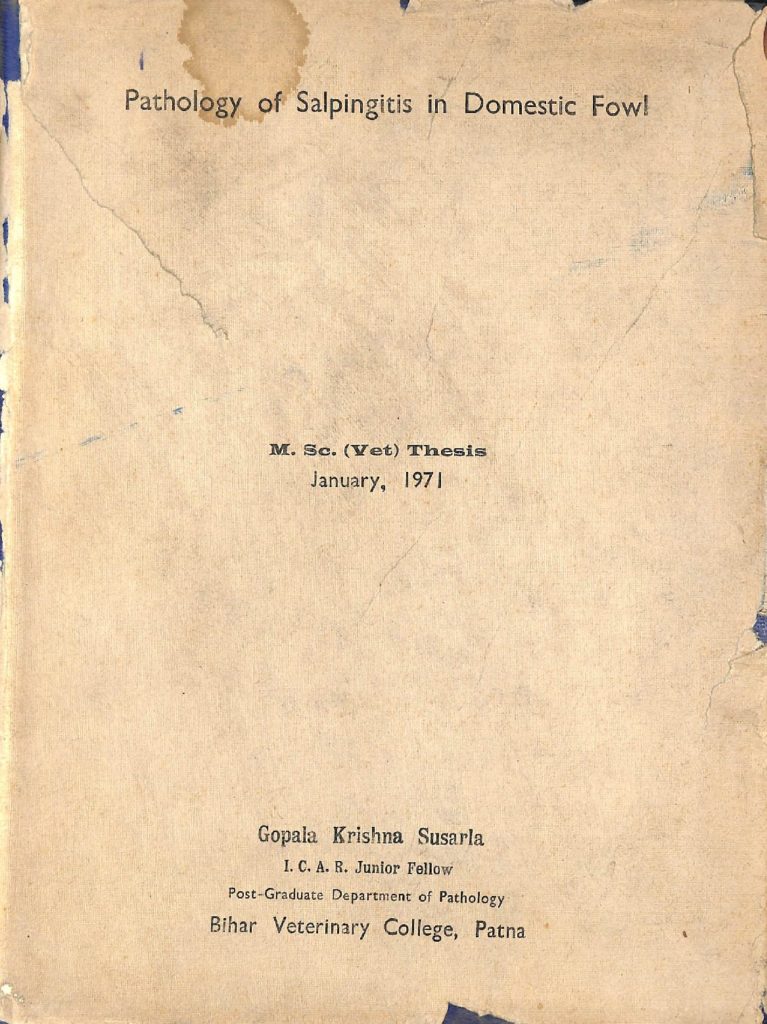 Pathology of Salpingitis in Domestic Fowl
M. Sc. (Vet) Thesis
January, 1971
Gopala Krishna Susarla
I. C. A. R. Junior Fellow
Post-Graduate Department of Pathology
Bihar Veterinary College, Patna